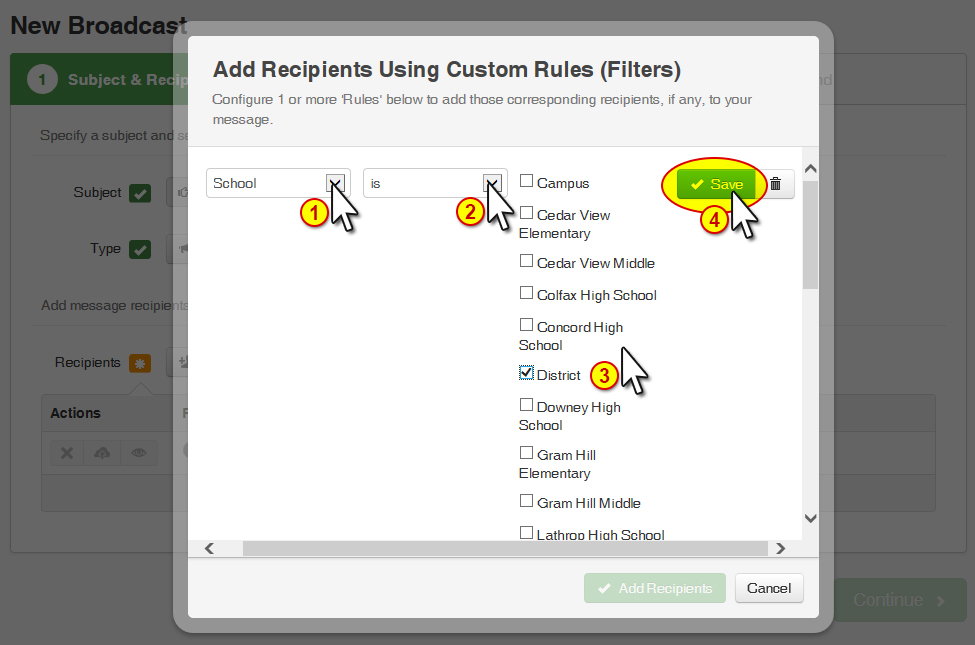 New Broadcast
1 Subject & Recip
nd
Specify a subject and se
Subject
Type
Add message recipients
Recipients
Actions
Add Recipients Using Custom Rules (Filters)
Configure 1 or more 'Rules' below to add those corresponding recipients, if any, to your
message.
School
is
1
2
Campus
Cedar View
Elementary
Cedar View Middle
Colfax High School
Concord High
School
District
3
Downey High
School
Gram Hill
Elementary
Gram Hill Middle
Lathrop High School
Save
4
Add Recipients
Cancel
Continue